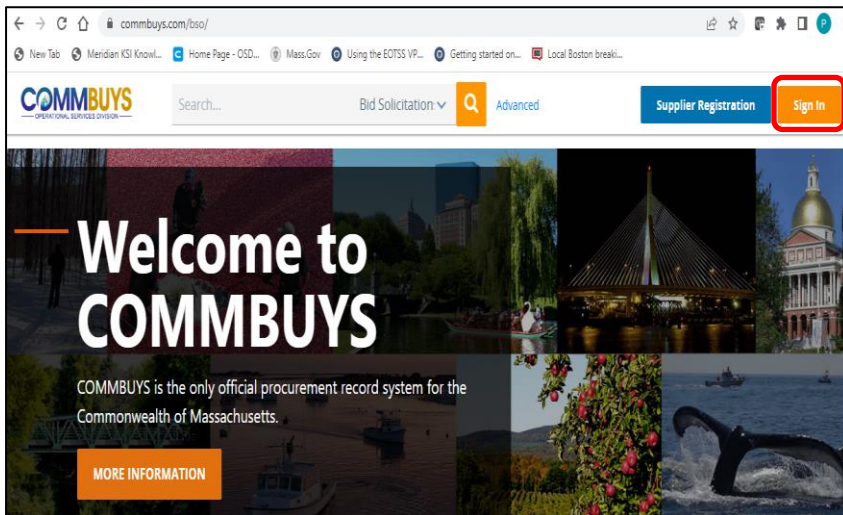 commbuys.com/bso/
P
New Tab Meridian KSI Knowl... Home Page - OSD... Mass.Gov Using the EOTSS VP... Getting started on... Local Boston breaki...
COMMBUYS
OPERATIONAL SERVICES DIVISION
Search... Bid Solicitation Advanced Supplier Registration Sign In
Welcome to
COMMBUYS
COMMBUYS is the only official procurement record system for the
Commonwealth of Massachusetts.
MORE INFORMATION